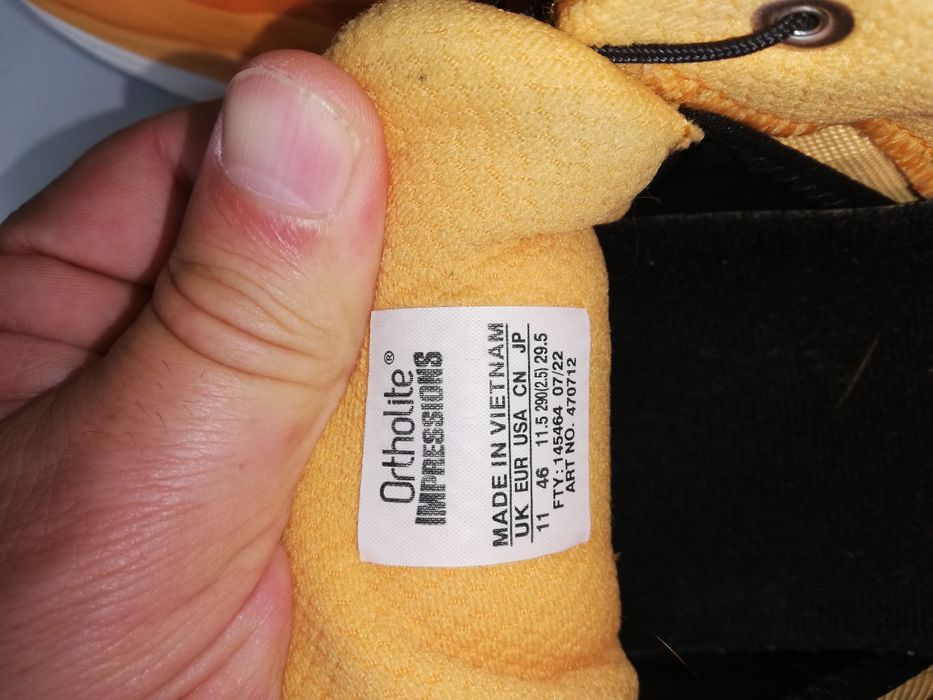 Ortholite®
IMPRESSIONS
MADE IN VIETNAM
UK EUR USA CN JP
11 46 11.5 290(2.5) 29.5
FTY: 145464 07/22
ART NO. 470712